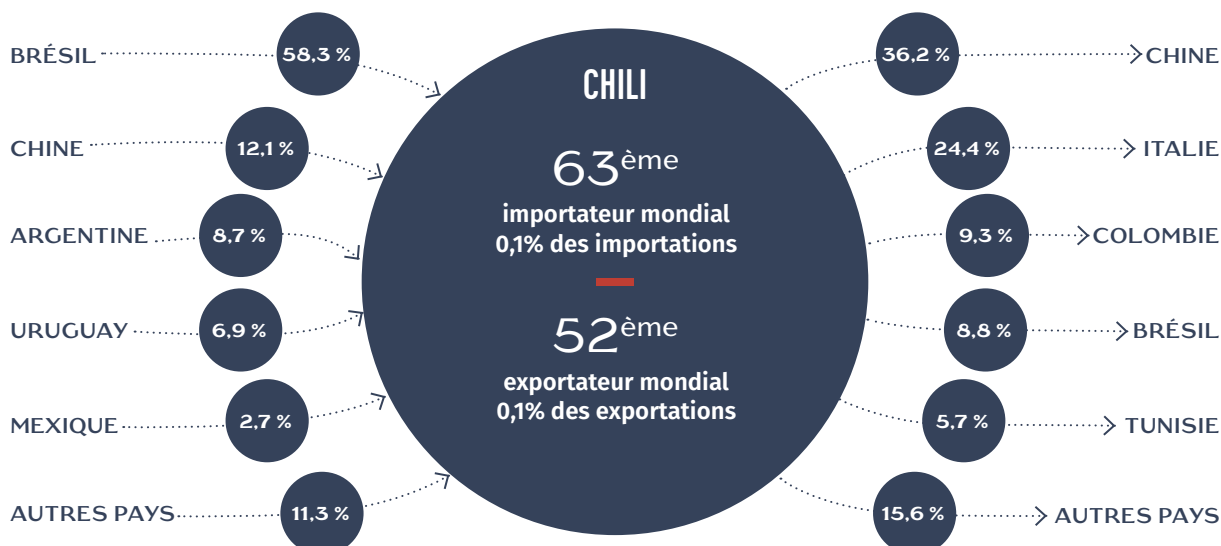 BRÉSIL
58,3 %
CHINE
12,1 %
ARGENTINE
8,7 %
URUGUAY
6,9 %
MEXIQUE
2,7 %
AUTRES PAYS
11,3 %
CHILI
63ème
importateur mondial
0,1% des importations
52ème
exportateur mondial
0,1% des exportations
36,2 %
CHINE
24,4 %
ITALIE
9,3 %
COLOMBIE
8,8 %
BRÉSIL
5,7 %
TUNISIE
15,6 %
AUTRES PAYS